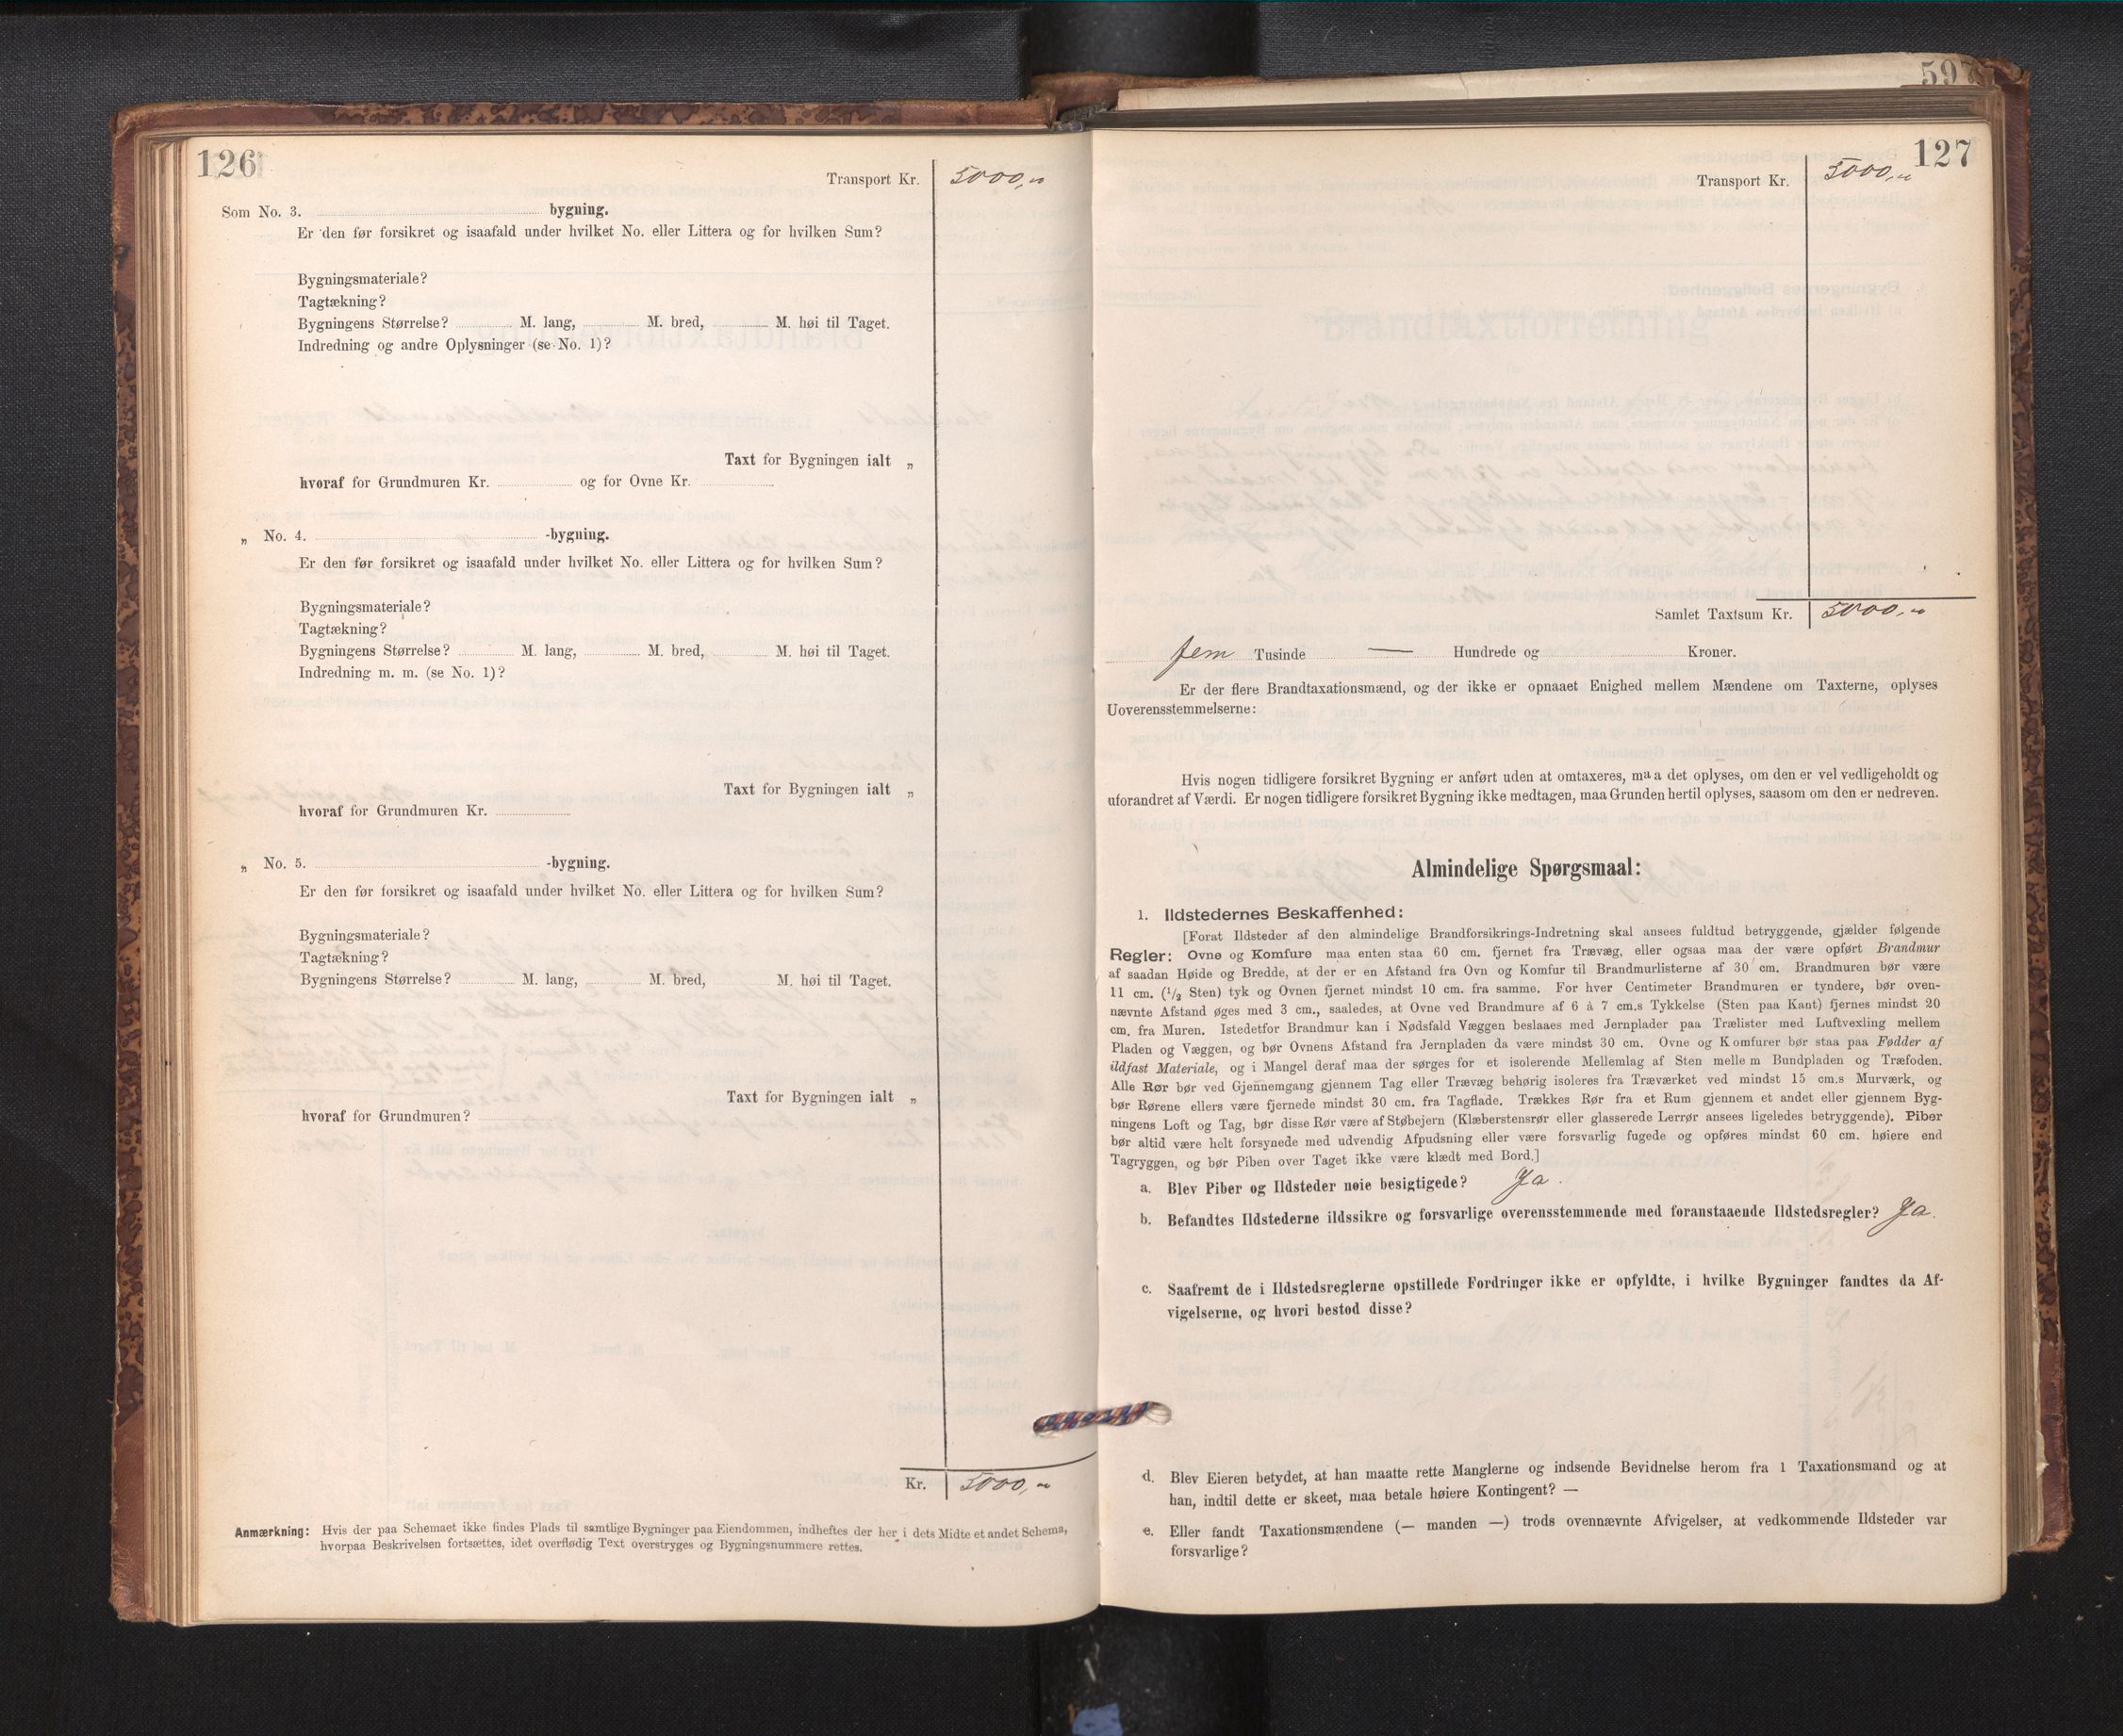 126
Transport Kr. 5000,"
Som No. 3. bygning.
Er den før forsikret og isaafald under hvilket No. eller Littera og for hvilken Sum?
Bygningsmateriale?
Tagtækning?
Bygningens Størrelse? M. lang, M. bred, M. høi til Taget.
Indredning og andre Oplysninger (se No. 1)?
Taxt for Bygningen ialt „
hvoraf for Grundmuren Kr. og for Ovne Kr.
„ No. 4. -bygning.
Er den før forsikret og isaafald under hvilket No. eller Littera og for hvilken Sum?
Bygningsmateriale?
Tagtækning?
Bygningens Størrelse? M. lang, M. bred, M. høi til Taget.
Indredning m. m. (se No. 1)?
Taxt for Bygningen ialt „
hvoraf for Grundmuren Kr.
„ No. 5. -bygning.
Er den før forsikret og isaafald under hvilket No. eller Littera og for hvilken Sum?
Bygningsmateriale?
Tagtækning?
Bygningens Størrelse? M. lang, M. bred, M. høi til Taget.
Taxt for Bygningen ialt „
hvoraf for Grundmuren?
Kr. 5000,"
Anmærkning: Hvis der paa Schemaet ikke findes Plads til samtlige Bygninger paa Eiendommen, indheftes der her i dets Midte et andet Schema,
hvorpaa Beskrivelsen fortsættes, idet overflødig Text overstryges og Bygningsnummere rettes.
597
127
Transport Kr. 5000,"
Samlet Taxtsum Kr. 5000,"
fem Tusinde — Hundrede og Kroner.
Er der flere Brandtaxationsmænd, og der ikke er opnaaet Enighed mellem Mændene om Taxterne, oplyses
Uoverensstemmelserne:
Hvis nogen tidligere forsikret Bygning er anført uden at omtaxeres, maa det oplyses, om den er vel vedligeholdt og
uforandret af Værdi. Er nogen tidligere forsikret Bygning ikke medtagen, maa Grunden hertil oplyses, saasom om den er nedreven.
Almindelige Spørgsmaal:
1. Ildstedernes Beskaffenhed:
[Forat Ildsteder af den almindelige Brandforsikrings-Indretning skal ansees fuldtud betryggende, gjælder følgende
Regler: Ovne og Komfure maa enten staa 60 cm. fjernet fra Trævæg, eller ogsaa maa der være opført Brandmur
af saadan Høide og Bredde, at der er en Afstand fra Ovn og Komfur til Brandmurlisterne af 30 cm. Brandmuren bør være
11 cm. (1/2 Sten) tyk og Ovnen fjernet mindst 10 cm. fra samme. For hver Centimeter Brandmuren er tyndere, bør oven-
nævnte Afstand øges med 3 cm., saaledes, at Ovne ved Brandmure af 6 à 7 cm.s Tykkelse (Sten paa Kant) fjernes mindst 20
cm. fra Muren. Istedetfor Brandmur kan i Nødsfald Væggen beslaaes med Jernplader paa Trælister med Luftvexling mellem
Pladen og Væggen, og bør Ovnens Afstand fra Jernpladen da være mindst 30 cm. Ovne og Komfurer bør staa paa Fødder af
ildfast Materiale, og i Mangel deraf maa der sørges for et isolerende Mellemlag af Sten mellem Bundpladen og Træfoden.
Alle Rør bør ved Gjennemgang gjennem Tag eller Trævæg behørig isoleres fra Træværket ved mindst 15 cm.s Murværk, og
bør Rørene ellers være fjernede mindst 30 cm. fra Tagflade. Trækkes Rør fra et Rum gjennem et andet eller gjennem Byg-
ningens Loft og Tag, bør disse Rør være af Støbejern (Klæberstensrør eller glasserede Lerrør ansees ligeledes betryggende). Piber
bør altid være helt forsynede med udvendig Afpudsning eller være forsvarlig fugede og opføres mindst 60 cm. høiere end
Tagryggen, og bør Piben over Taget ikke være klædt med Bord.]
a. Blev Piber og Ildsteder nøie besigtigede? Ja.
b. Befandtes Ildstederne ildssikre og forsvarlige overensstemmende med foranstaaende Ildstedsregler? Ja.
c. Saafremt de i Ildstedsreglerne opstillede Fordringer ikke er opfyldte, i hvilke Bygninger fandtes da Af-
vigelserne, og hvori bestod disse?
d. Blev Eieren betydet, at han maatte rette Manglerne og indsende Bevidnelse herom fra 1 Taxationsmand og at
han, indtil dette er skeet, maa betale høiere Kontingent? —
e. Eller fandt Taxationsmændene (— manden —) trods ovennævnte Afvigelser, at vedkommende Ildsteder var
forsvarlige?